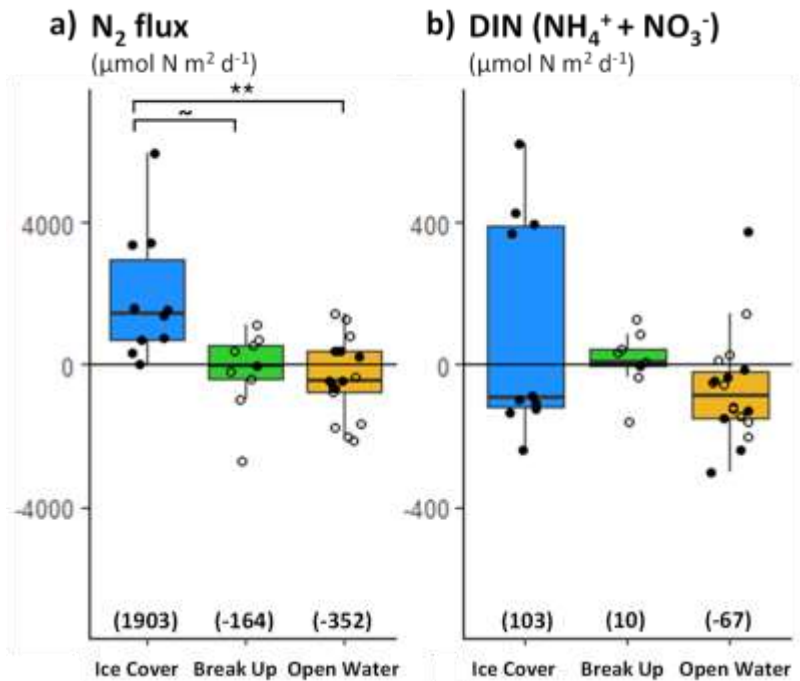 a) N₂ flux
(μmol N m² d⁻¹)
**
~
4000
0
-4000
(1903) (-164) (-352)
Ice Cover Break Up Open Water
b) DIN (NH₄⁺ + NO₃⁻)
(μmol N m² d⁻¹)
400
0
-400
(103) (10) (-67)
Ice Cover Break Up Open Water